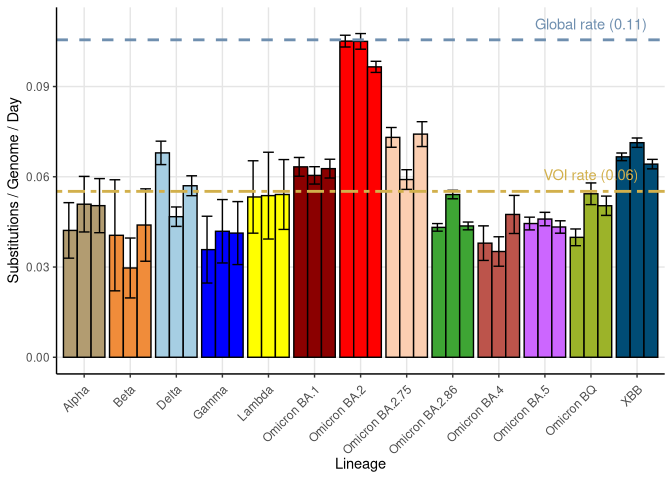 Global rate (0.11)
VOI rate (0.06)
Substitutions / Genome / Day
0.09
0.06
0.03
0.00
Alpha
Beta
Delta
Gamma
Lambda
Omicron BA.1
Omicron BA.2
Omicron BA.2.75
Omicron BA.2.86
Omicron BA.4
Omicron BA.5
Omicron BQ
XBB
Lineage